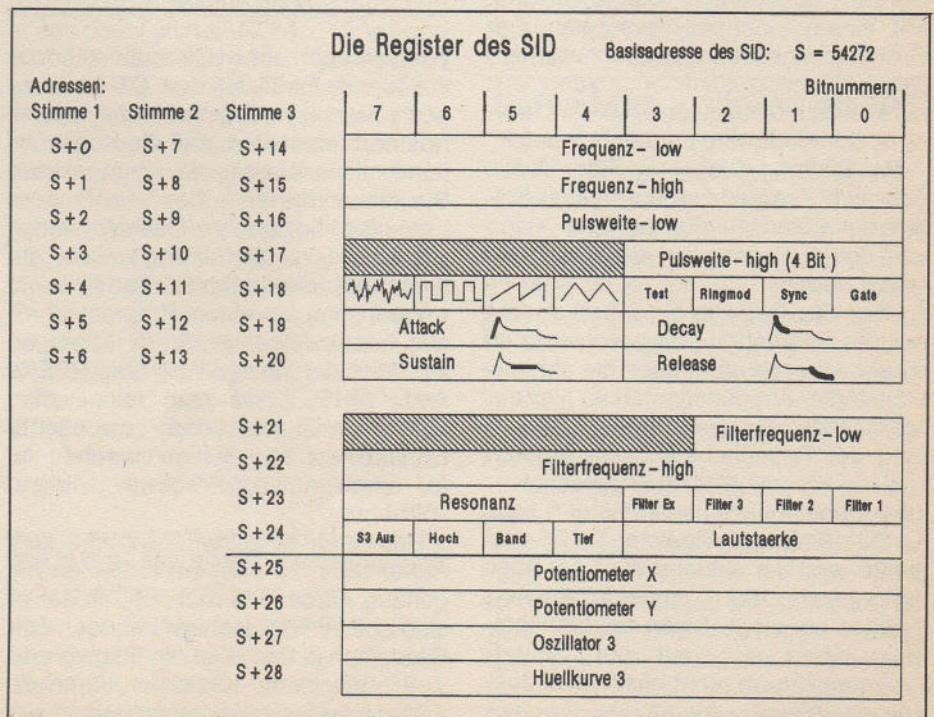 Die Register des SID Basisadresse des SID: S = 54272
Adressen: Bitnummern
Stimme 1 Stimme 2 Stimme 3 7 6 5 4 3 2 1 0
S+0 S+7 S+14 Frequenz-low
S+1 S+8 S+15 Frequenz-high
S+2 S+9 S+16 Pulsweite-low
S+3 S+10 S+17 Pulsweite-high (4 Bit)
S+4 S+11 S+18 Test Ringmod Sync Gate
S+5 S+12 S+19 Attack Decay
S+6 S+13 S+20 Sustain Release
S+21 Filterfrequenz-low
S+22 Filterfrequenz-high
S+23 Resonanz Filter Ex Filter 3 Filter 2 Filter 1
S+24 S3 Aus Hoch Band Tief Lautstaerke
S+25 Potentiometer X
S+26 Potentiometer Y
S+27 Oszillator 3
S+28 Huellkurve 3